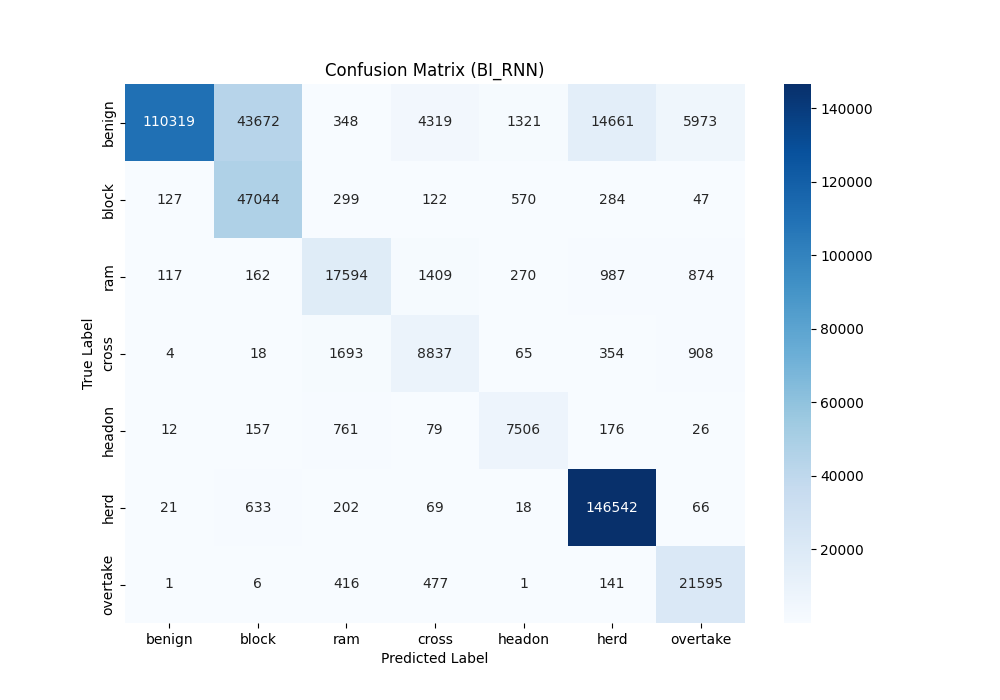 Confusion Matrix (BI_RNN)
True Label
benign 110319 43672 348 4319 1321 14661 5973
block 127 47044 299 122 570 284 47
ram 117 162 17594 1409 270 987 874
cross 4 18 1693 8837 65 354 908
headon 12 157 761 79 7506 176 26
herd 21 633 202 69 18 146542 66
overtake 1 6 416 477 1 141 21595
benign block ram cross headon herd overtake
Predicted Label
140000
120000
100000
80000
60000
40000
20000